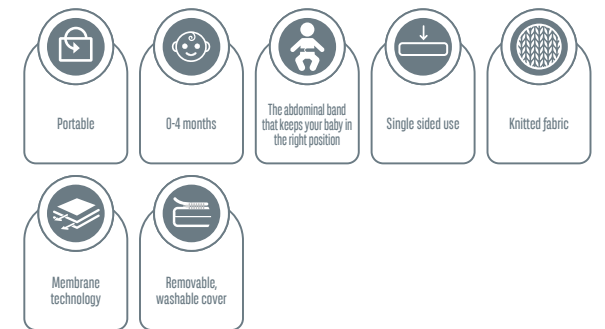 Portable
0-4 months
The abdominal band
that keeps your baby in
the right position
Single sided use
Knitted fabric
Membrane
technology
Removable,
washable cover